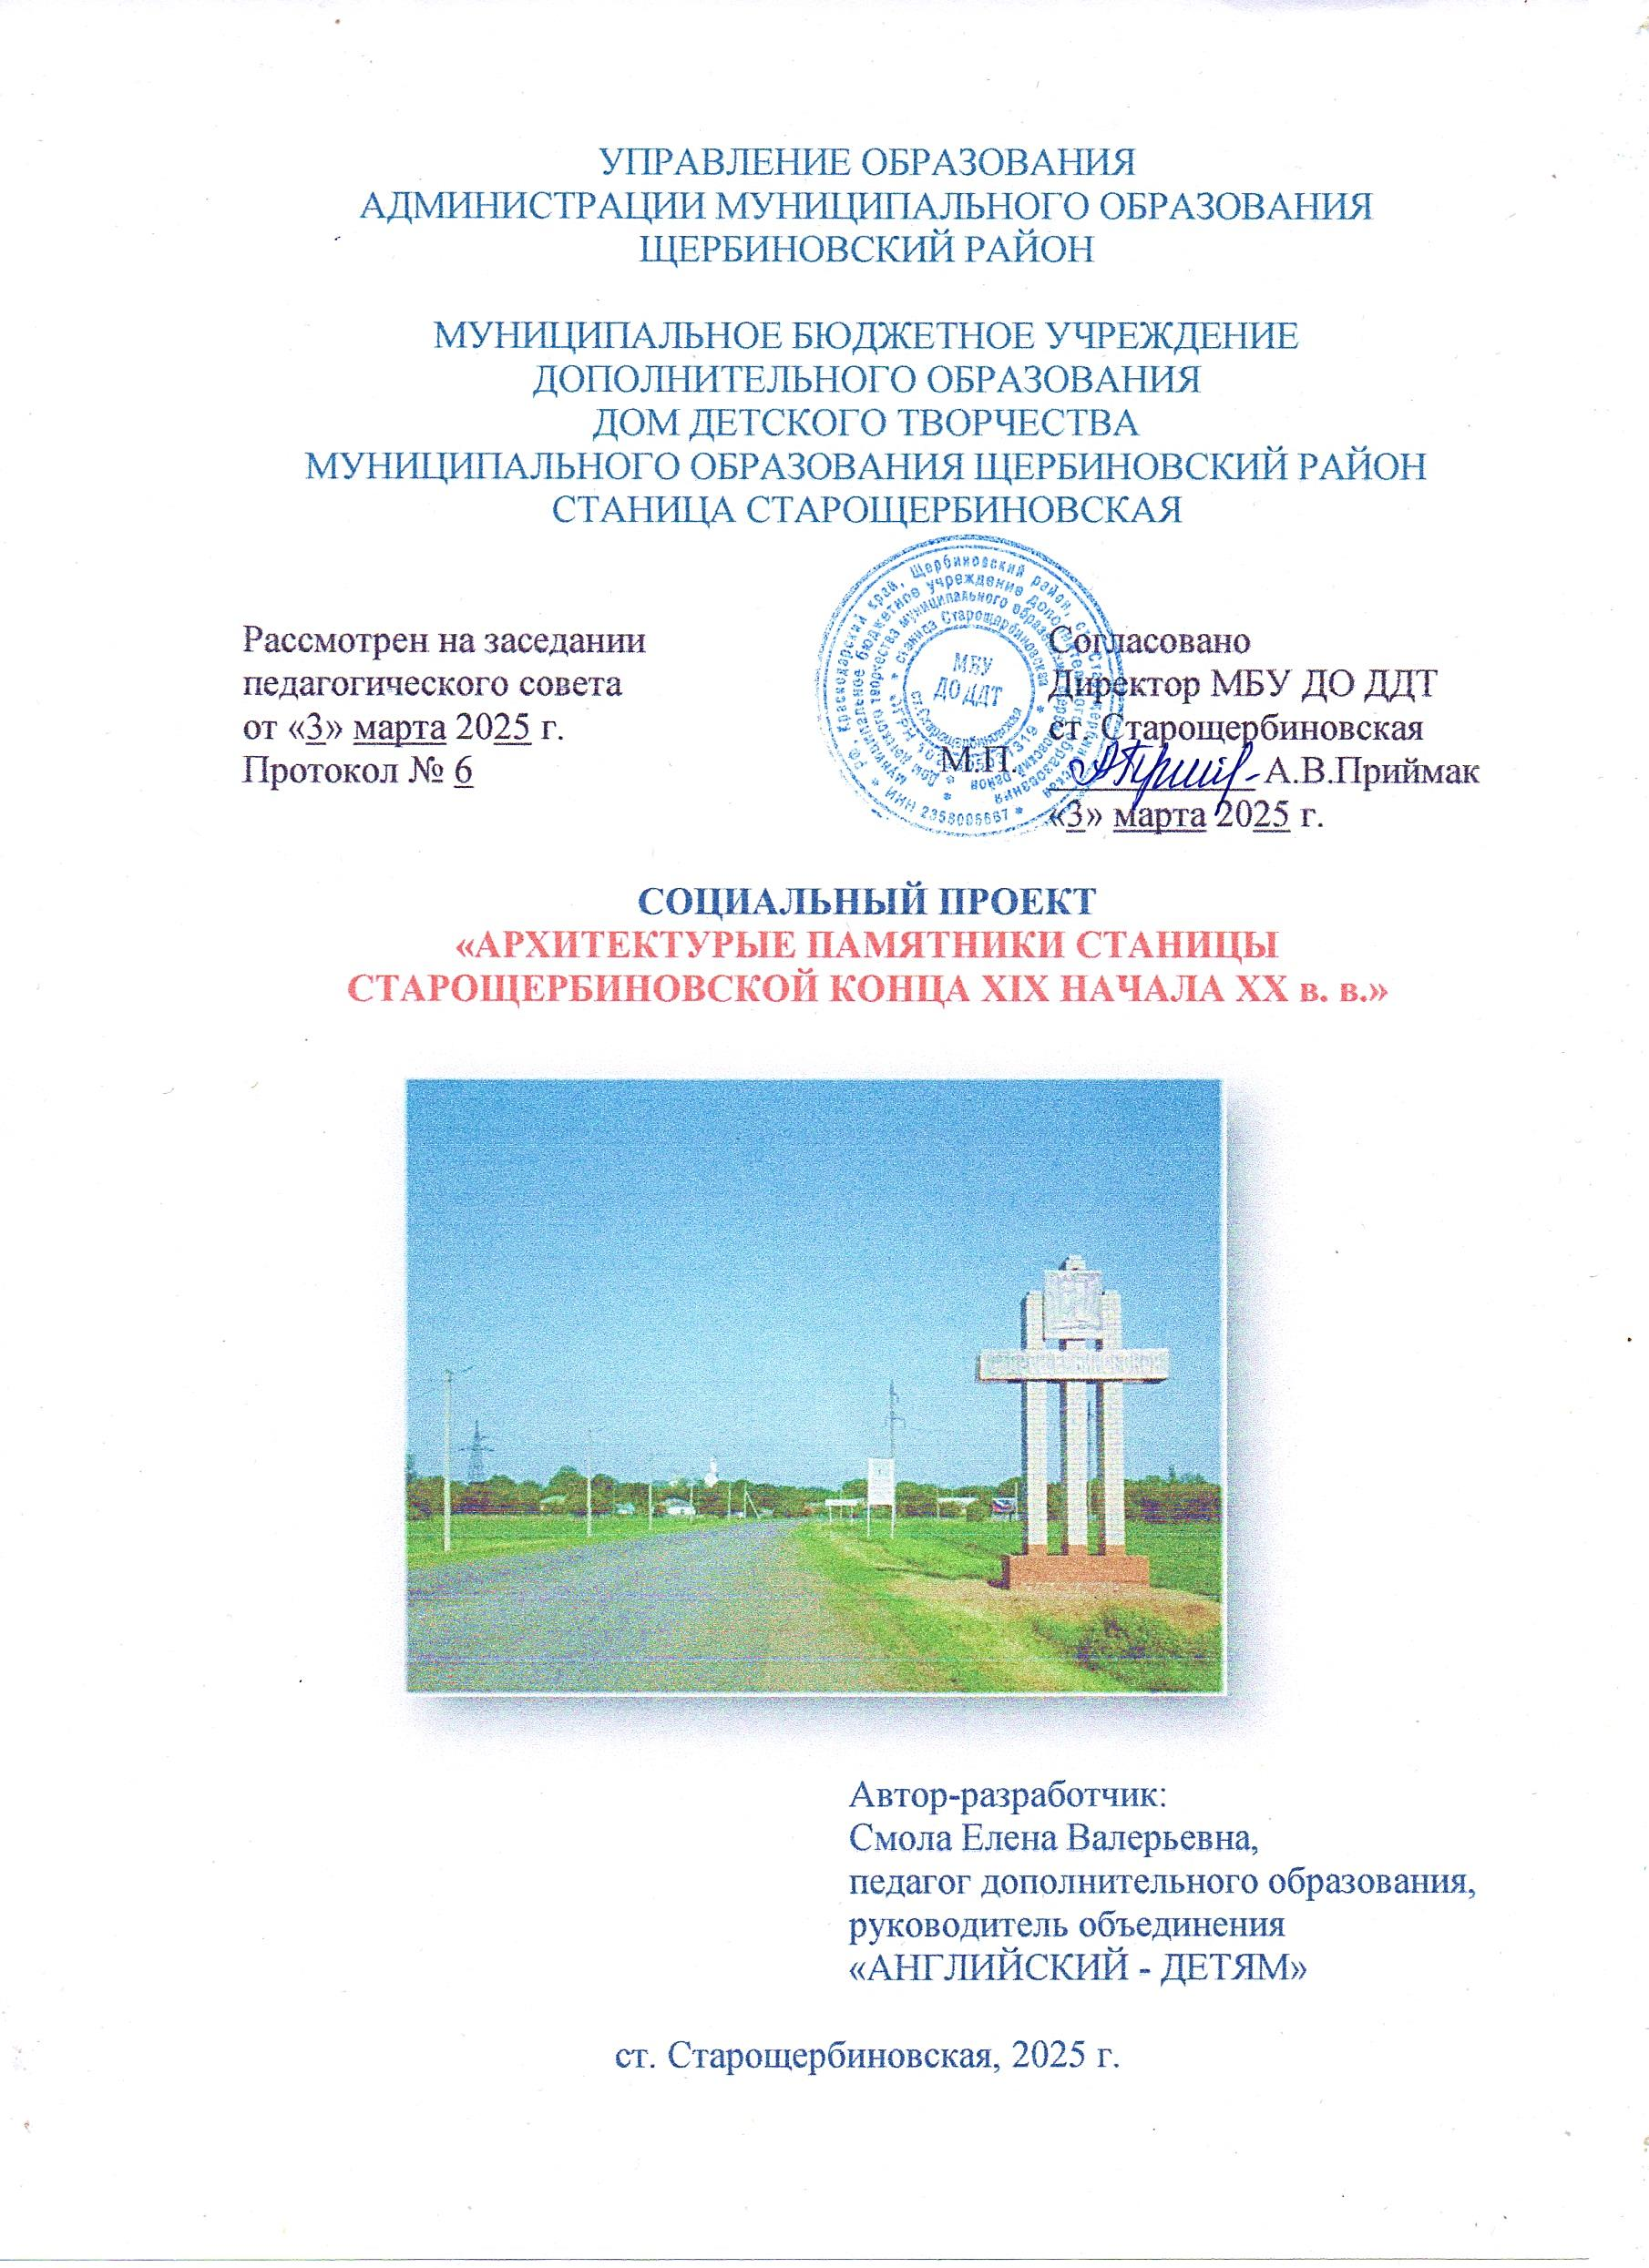 УПРАВЛЕНИЕ ОБРАЗОВАНИЯ
АДМИНИСТРАЦИИ МУНИЦИПАЛЬНОГО ОБРАЗОВАНИЯ
ЩЕРБИНОВСКИЙ РАЙОН
МУНИЦИПАЛЬНОЕ БЮДЖЕТНОЕ УЧРЕЖДЕНИЕ
ДОПОЛНИТЕЛЬНОГО ОБРАЗОВАНИЯ
ДОМ ДЕТСКОГО ТВОРЧЕСТВА
МУНИЦИПАЛЬНОГО ОБРАЗОВАНИЯ ЩЕРБИНОВСКИЙ РАЙОН
СТАНИЦА СТАРОЩЕРБИНОВСКАЯ
Рассмотрен на заседании
педагогического совета
от «3» марта 2025 г.
Протокол № 6
МБУ
ДО ДДТ
М.П.
Согласовано
Директор МБУ ДО ДДТ
ст. Старощербиновская
А.В.Приймак
«3» марта 2025 г.
СОЦИАЛЬНЫЙ ПРОЕКТ
«АРХИТЕКТУРЫЕ ПАМЯТНИКИ СТАНИЦЫ
СТАРОЩЕРБИНОВСКОЙ КОНЦА XIX НАЧАЛА XX в. в.»
Автор-разработчик:
Смола Елена Валерьевна,
педагог дополнительного образования,
руководитель объединения
«АНГЛИЙСКИЙ - ДЕТЯМ»
ст. Старощербиновская, 2025 г.